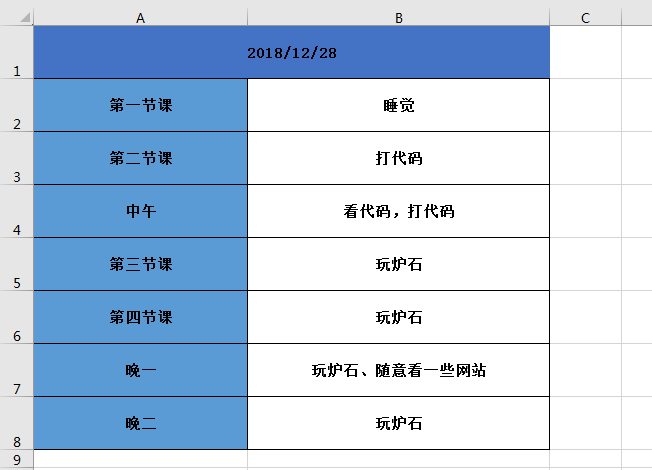 A B C
1 2018/12/28
2 第一节课 睡觉
3 第二节课 打代码
4 中午 看代码，打代码
5 第三节课 玩炉石
6 第四节课 玩炉石
7 晚一 玩炉石、随意看一些网站
8 晚二 玩炉石
9